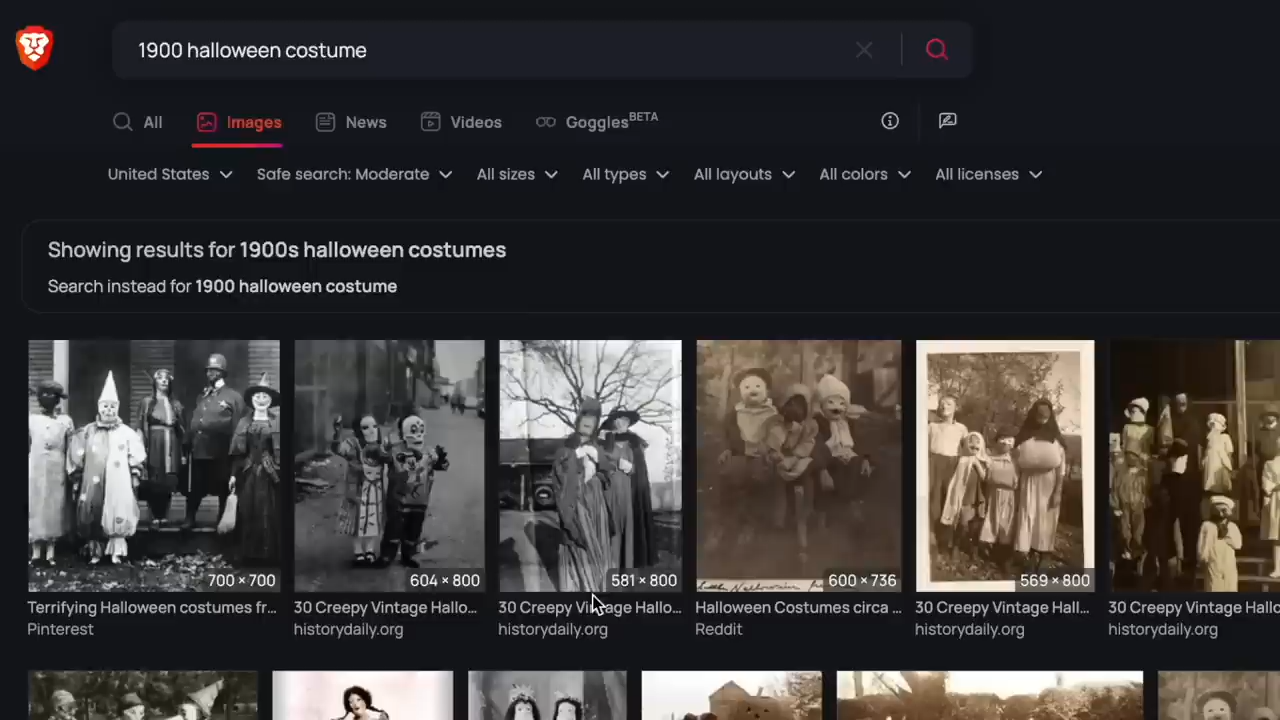 1900 halloween costume
All Images News Videos Goggles BETA
United States Safe search: Moderate All sizes All types All layouts All colors All licenses
Showing results for 1900s halloween costumes
Search instead for 1900 halloween costume
700 × 700 604 × 800 581 × 800 600 × 736 569 × 800
Terrifying Halloween costumes fr... 30 Creepy Vintage Hallo... 30 Creepy Vintage Hallo... Halloween Costumes circa ... 30 Creepy Vintage Hall... 30 Creepy Vintage Hallo
Pinterest historydaily.org historydaily.org Reddit historydaily.org historydaily.org